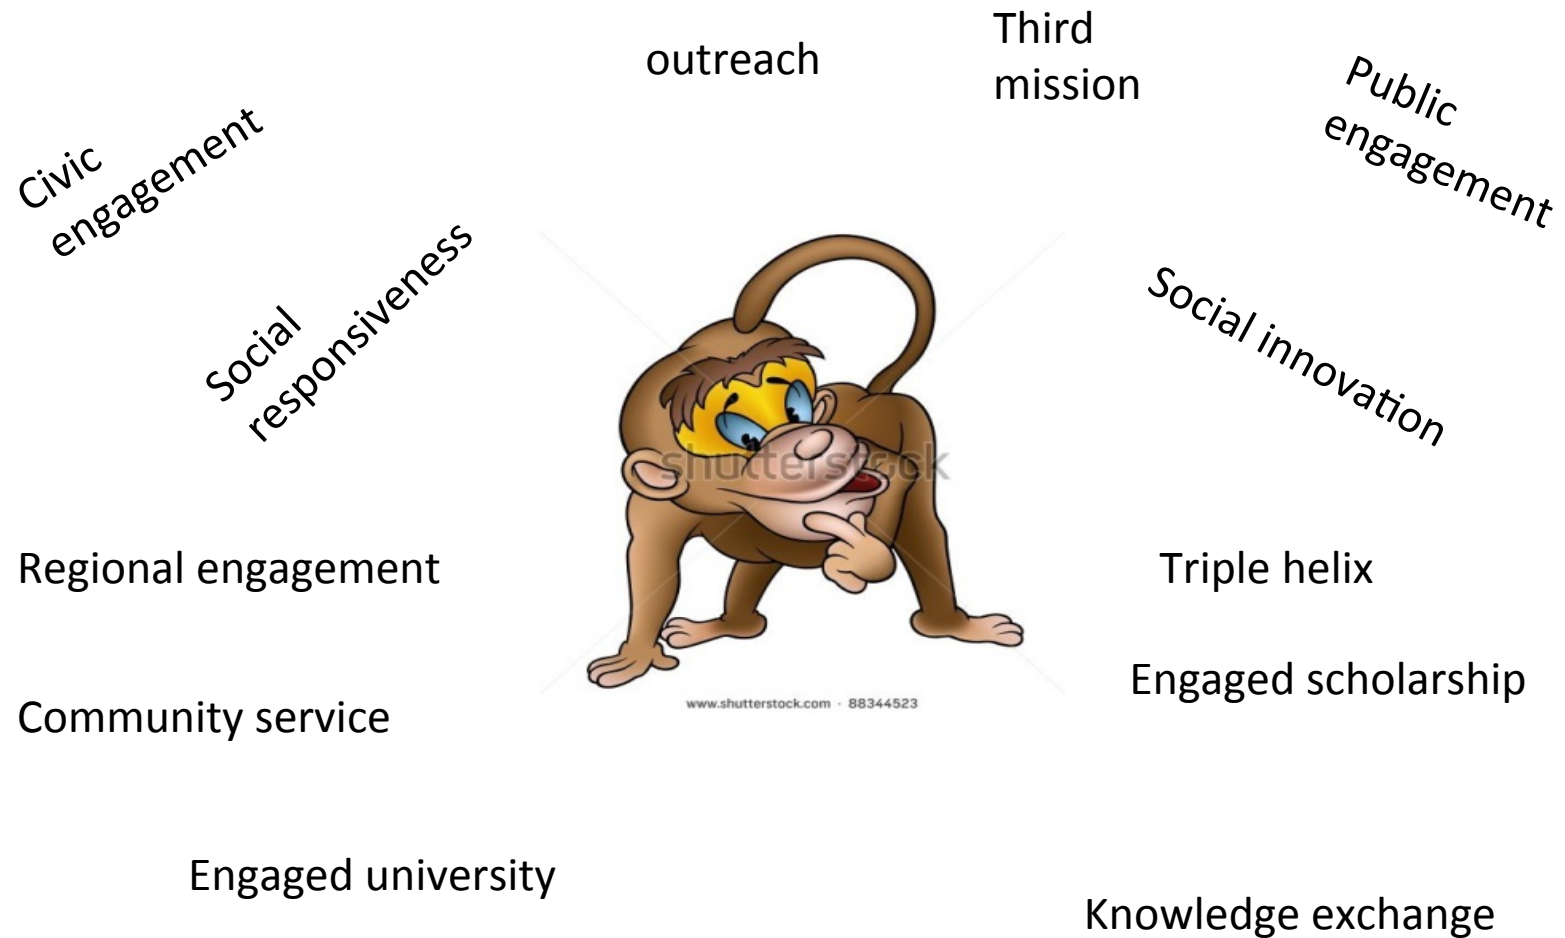 outreach
Third
mission
Public
engagement
Civic
engagement
Social
responsiveness
Social innovation
shutterstock
Regional engagement
Triple helix
Engaged scholarship
www.shutterstock.com · 88344523
Community service
Engaged university
Knowledge exchange